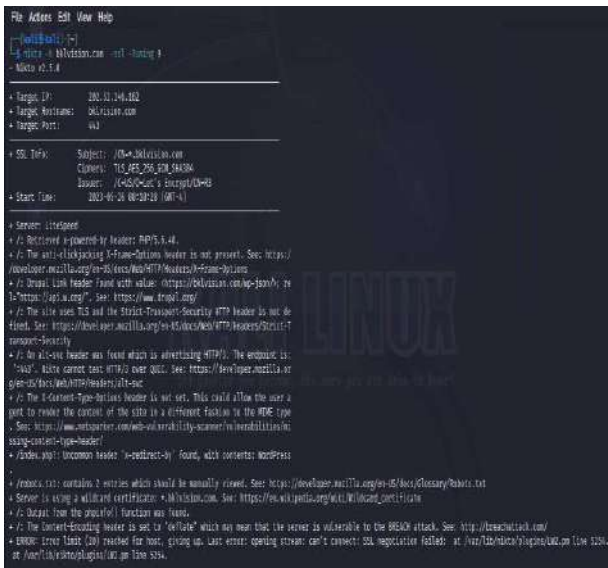 File Actions Edit View Help
(kali㉿kali)-[~]
$ nikto -h bklvision.com -ssl -Tuning 9
- Nikto v2.5.0
+ Target IP: 202.52.146.162
+ Target Hostname: bklvision.com
+ Target Port: 443
+ SSL Info: Subject: /CN=*.bklvision.com
Ciphers: TLS_AES_256_GCM_SHA384
Issuer: /C=US/O=Let's Encrypt/CN=R3
+ Start Time: 2023-05-26 00:10:28 (GMT-4)
+ Server: LiteSpeed
+ /: Retrieved x-powered-by header: PHP/5.6.40.
+ /: The anti-clickjacking X-Frame-Options header is not present. See: https:/
/developer.mozilla.org/en-US/docs/Web/HTTP/Headers/X-Frame-Options
+ /: Drupal Link header found with value: <https://bklvision.com/wp-json/>; re
l="https://api.w.org/". See: https://www.drupal.org/
+ /: The site uses TLS and the Strict-Transport-Security HTTP header is not de
fined. See: https://developer.mozilla.org/en-US/docs/Web/HTTP/Headers/Strict-T
ransport-Security
+ /: An alt-svc header was found which is advertising HTTP/3. The endpoint is:
':443'. Nikto cannot test HTTP/3 over QUIC. See: https://developer.mozilla.or
g/en-US/docs/Web/HTTP/Headers/alt-svc
+ /: The X-Content-Type-Options header is not set. This could allow the user a
gent to render the content of the site in a different fashion to the MIME type
. See: https://www.netsparker.com/web-vulnerability-scanner/vulnerabilities/mi
ssing-content-type-header/
+ /index.php?: Uncommon header 'x-redirect-by' found, with contents: WordPress
.
+ /robots.txt: contains 2 entries which should be manually viewed. See: https://developer.mozilla.org/en-US/docs/Glossary/Robots.txt
+ Server is using a wildcard certificate: *.bklvision.com. See: https://en.wikipedia.org/wiki/Wildcard_certificate
+ /: Output from the phpinfo() function was found.
+ /: The Content-Encoding header is set to "deflate" which may mean that the server is vulnerable to the BREACH attack. See: http://breachattack.com/
+ ERROR: Error limit (20) reached for host, giving up. Last error: opening stream: can't connect: SSL negotiation failed: at /var/lib/nikto/plugins/LW2.pm line 5254.
at /var/lib/nikto/plugins/LW2.pm line 5254.
KALI LINUX